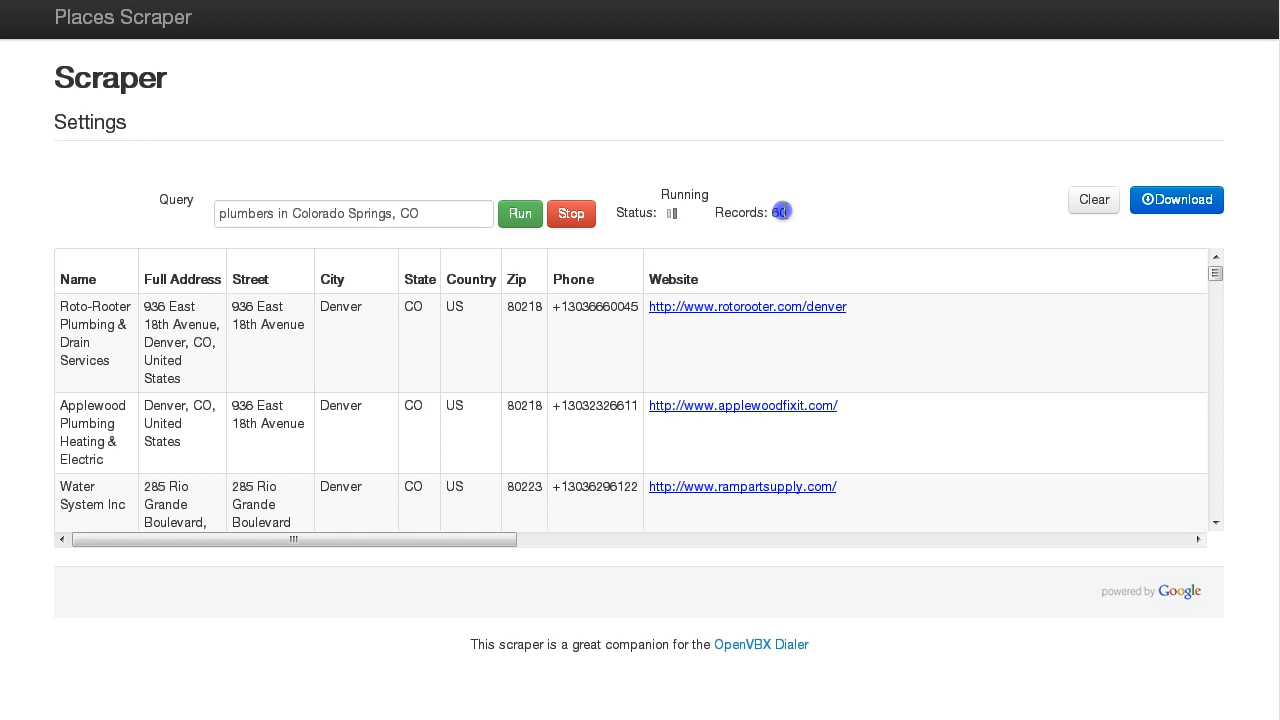 Places Scraper
Scraper
Settings
Query
plumbers in Colorado Springs, CO
Run
Stop
Status:
Running
Records: 60
Clear
Download
Name Full Address Street City State Country Zip Phone Website
Roto-Rooter 936 East 936 East Denver CO US 80218 +13036660045 http://www.rotorooter.com/denver
Plumbing & 18th Avenue, 18th Avenue
Drain Denver, CO,
Services United
States
Applewood Denver, CO, 936 East Denver CO US 80218 +13032326611 http://www.applewoodfixit.com/
Plumbing United 18th Avenue
Heating & States
Electric
Water 285 Rio 285 Rio Denver CO US 80223 +13036296122 http://www.rampartsupply.com/
System Inc Grande Grande
Boulevard, Boulevard
powered by Google
This scraper is a great companion for the OpenVBX Dialer